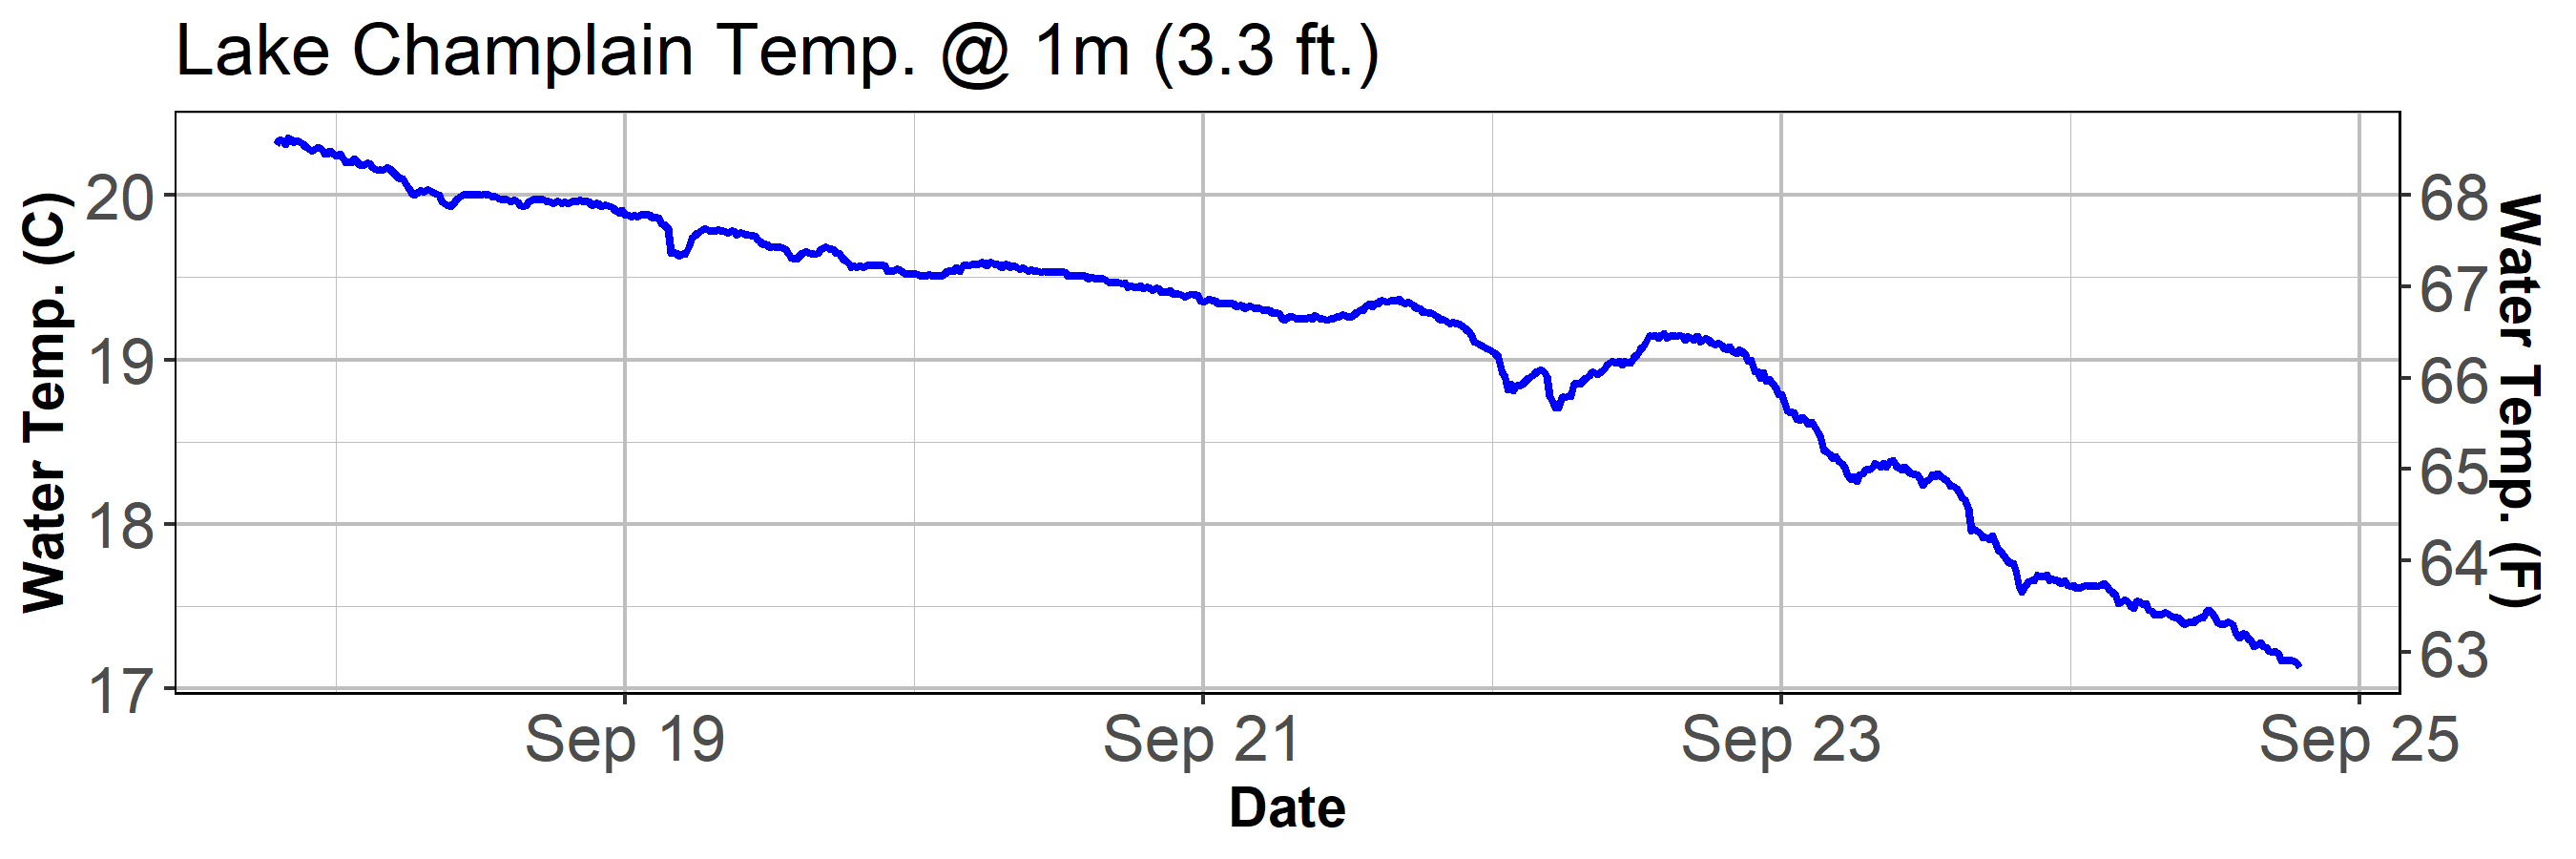 Lake Champlain Temp. @ 1m (3.3 ft.)
Water Temp. (C)
20
19
18
17
68
67
66
65
64
63
Water Temp. (F)
Sep 19
Sep 21
Sep 23
Sep 25
Date